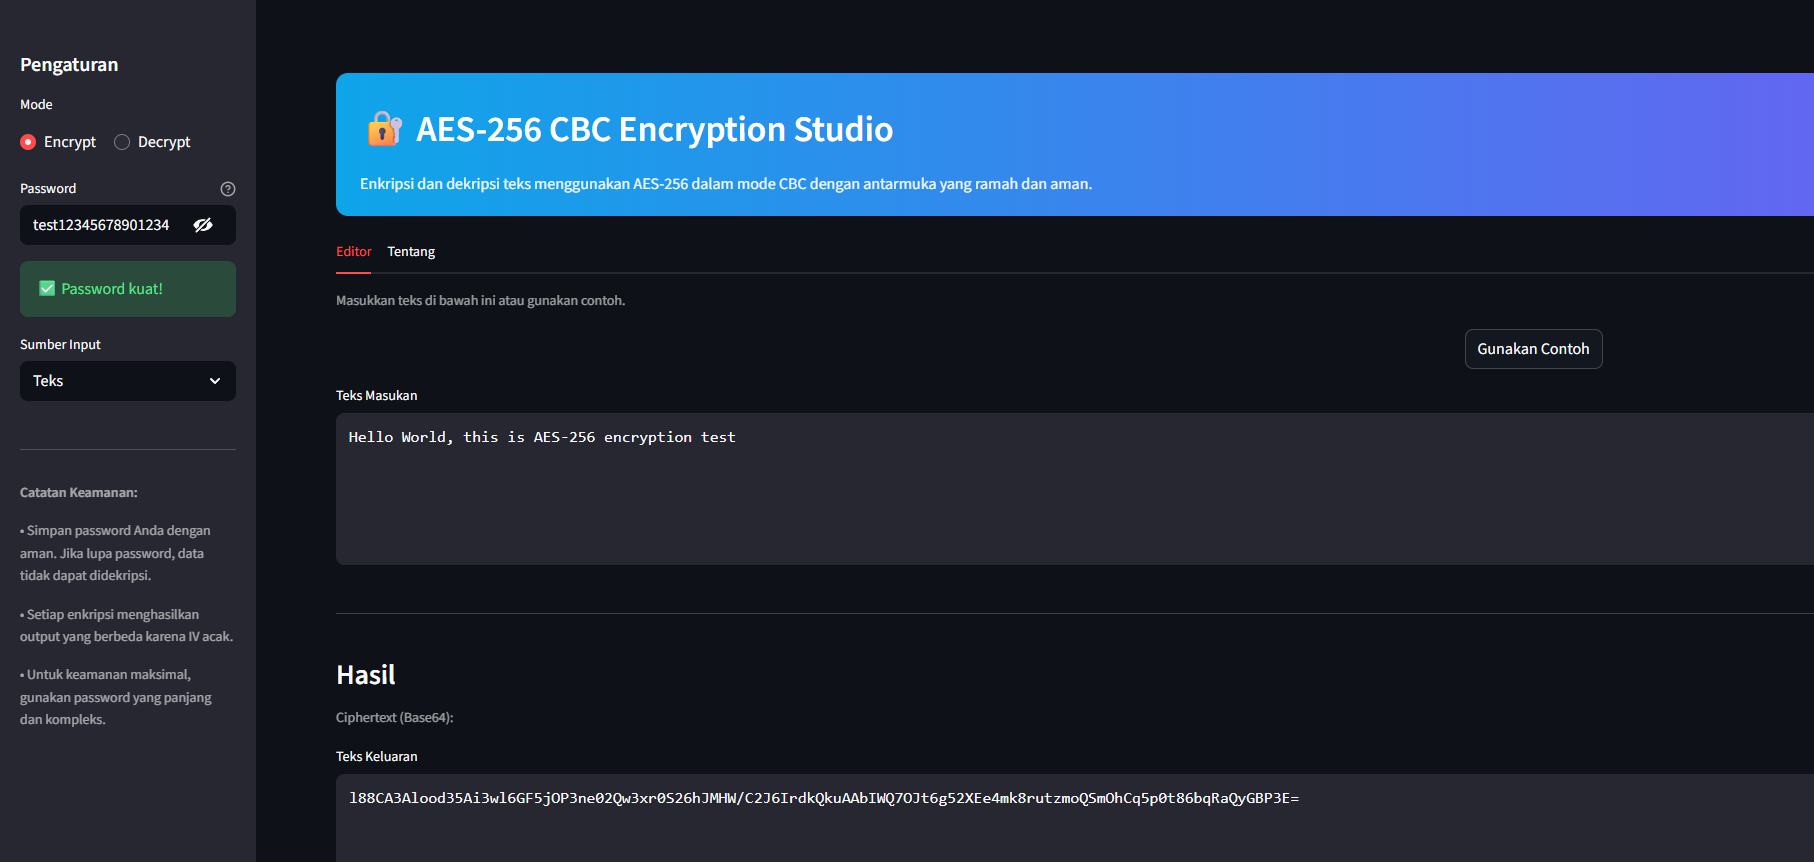 Pengaturan
Mode
Encrypt
Decrypt
Password
test12345678901234
Password kuat!
Sumber Input
Teks
Catatan Keamanan:
• Simpan password Anda dengan
aman. Jika lupa password, data
tidak dapat didekripsi.
• Setiap enkripsi menghasilkan
output yang berbeda karena IV acak.
• Untuk keamanan maksimal,
gunakan password yang panjang
dan kompleks.
AES-256 CBC Encryption Studio
Enkripsi dan dekripsi teks menggunakan AES-256 dalam mode CBC dengan antarmuka yang ramah dan aman.
Editor
Tentang
Masukkan teks di bawah ini atau gunakan contoh.
Gunakan Contoh
Teks Masukan
Hello World, this is AES-256 encryption test
Hasil
Ciphertext (Base64):
Teks Keluaran
l88CA3Alood35Ai3wl6GF5jOP3ne02Qw3xr0S26hJMHW/C2J6IrdkQkuAAbIWQ7OJt6g52XEe4mk8rutzmoQSmOhCq5p0t86bqRaQyGBP3E=